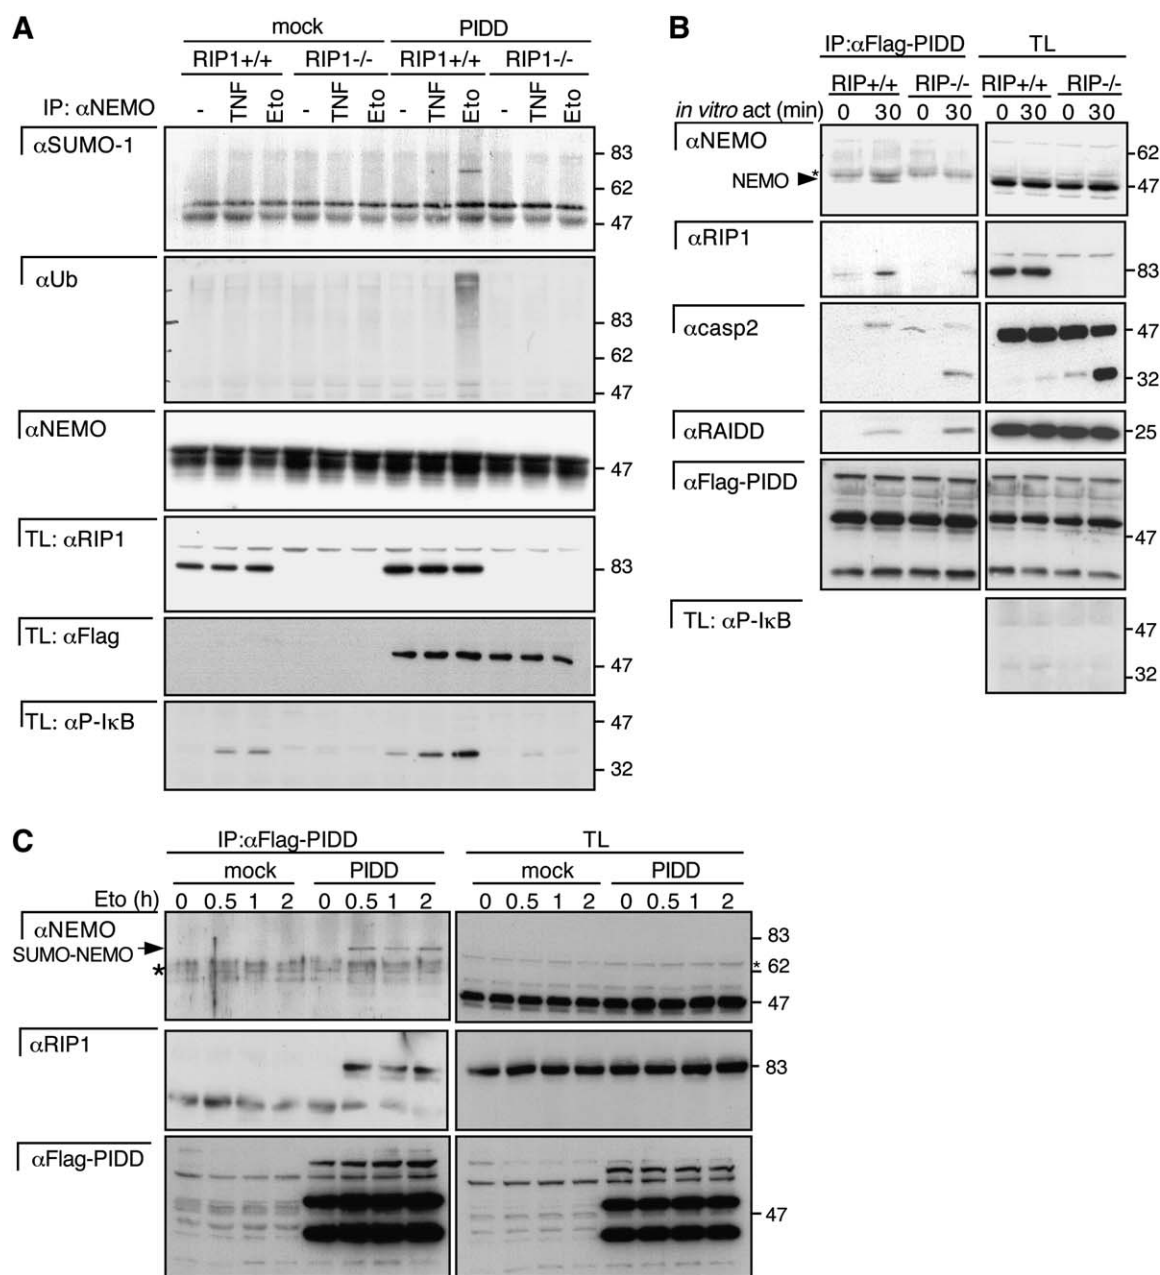 A
mock PIDD
RIP1+/+ RIP1-/- RIP1+/+ RIP1-/-
IP: αNEMO - TNF Eto - TNF Eto - TNF Eto - TNF Eto
αSUMO-1
83
62
47
αUb
83
62
47
αNEMO
47
TL: αRIP1
83
TL: αFlag
47
TL: αP-IκB
47
32
B
IP:αFlag-PIDD TL
RIP+/+ RIP-/- RIP+/+ RIP-/-
in vitro act (min) 0 30 0 30 0 30 0 30
αNEMO
62
NEMO *
47
αRIP1
83
αcasp2
47
32
αRAIDD
25
αFlag-PIDD
47
TL: αP-IκB
47
32
C
IP:αFlag-PIDD TL
mock PIDD mock PIDD
Eto (h) 0 0.5 1 2 0 0.5 1 2 0 0.5 1 2 0 0.5 1 2
αNEMO
83
SUMO-NEMO
*
* 62
47
αRIP1
83
αFlag-PIDD
47